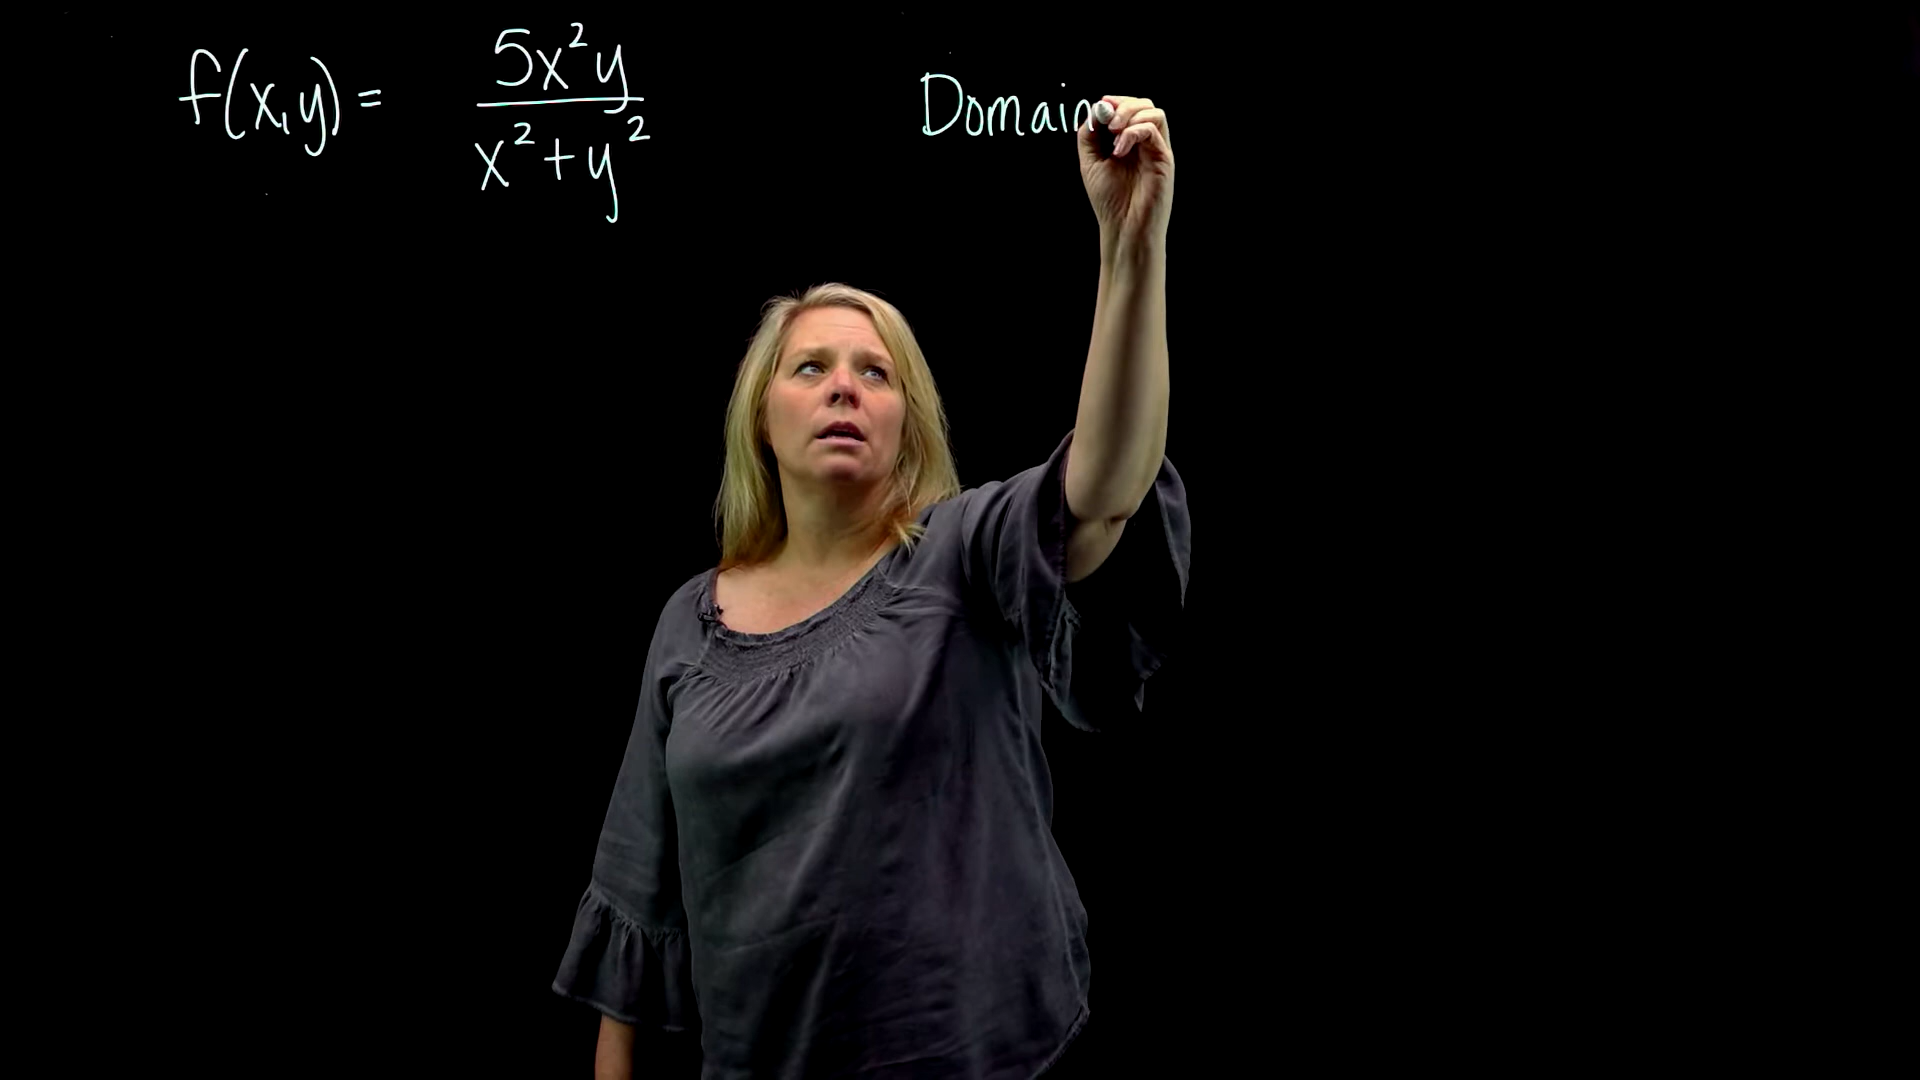 f(x,y) = 5x²y / x²+y²
Domain